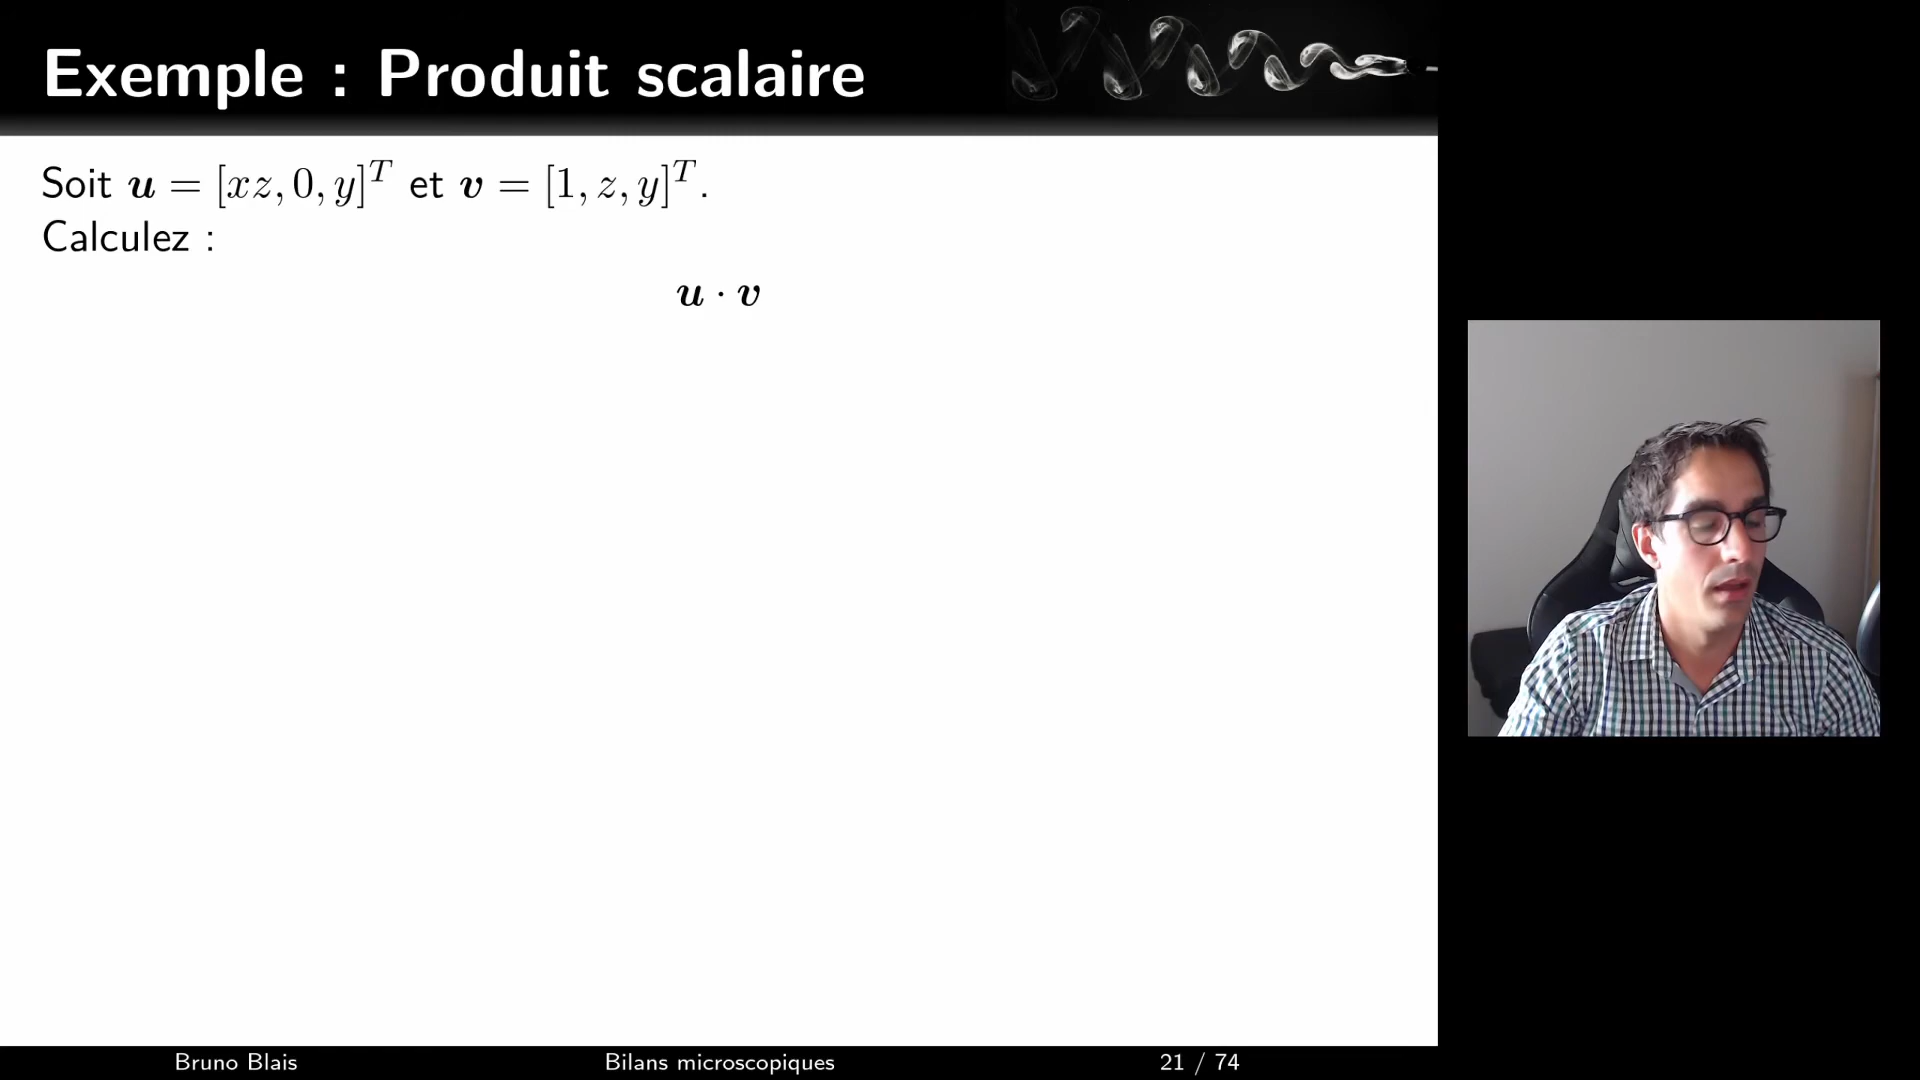 Exemple : Produit scalaire
Soit u = [xz, 0, y]^T et v = [1, z, y]^T.
Calculez :
u · v
Bruno Blais Bilans microscopiques 21 / 74